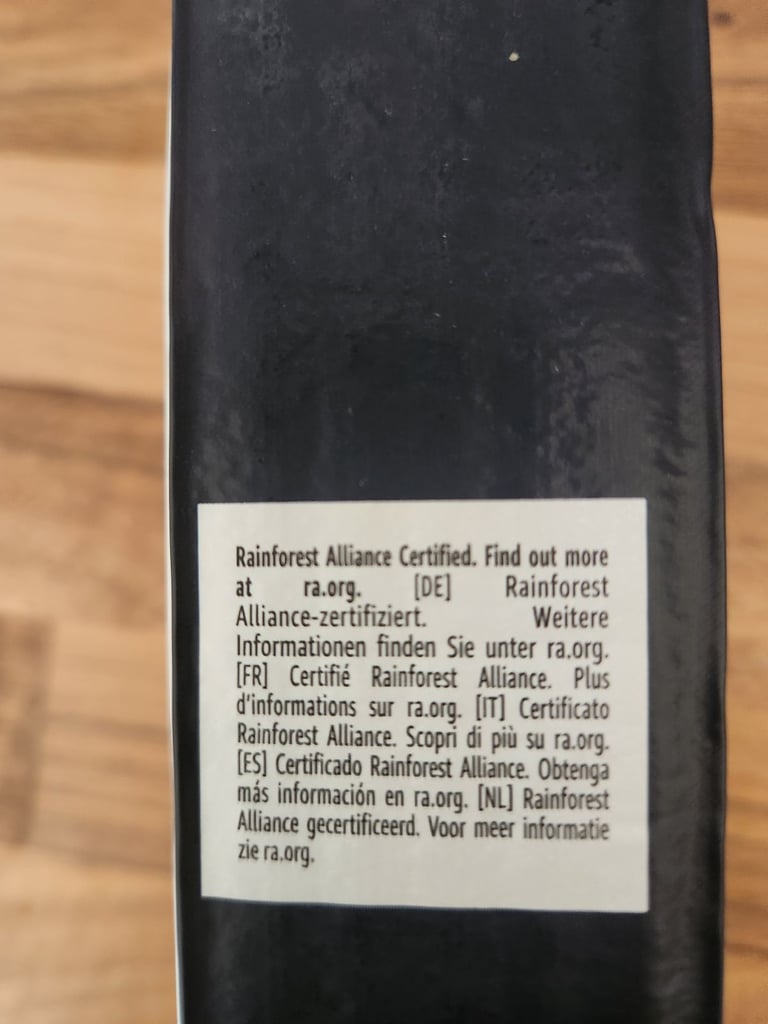 Rainforest Alliance Certified. Find out more
at ra.org. [DE] Rainforest
Alliance-zertifiziert. Weitere
Informationen finden Sie unter ra.org.
[FR] Certifié Rainforest Alliance. Plus
d'informations sur ra.org. [IT] Certificato
Rainforest Alliance. Scopri di più su ra.org.
[ES] Certificado Rainforest Alliance. Obtenga
más información en ra.org. [NL] Rainforest
Alliance gecertificeerd. Voor meer informatie
zie ra.org.